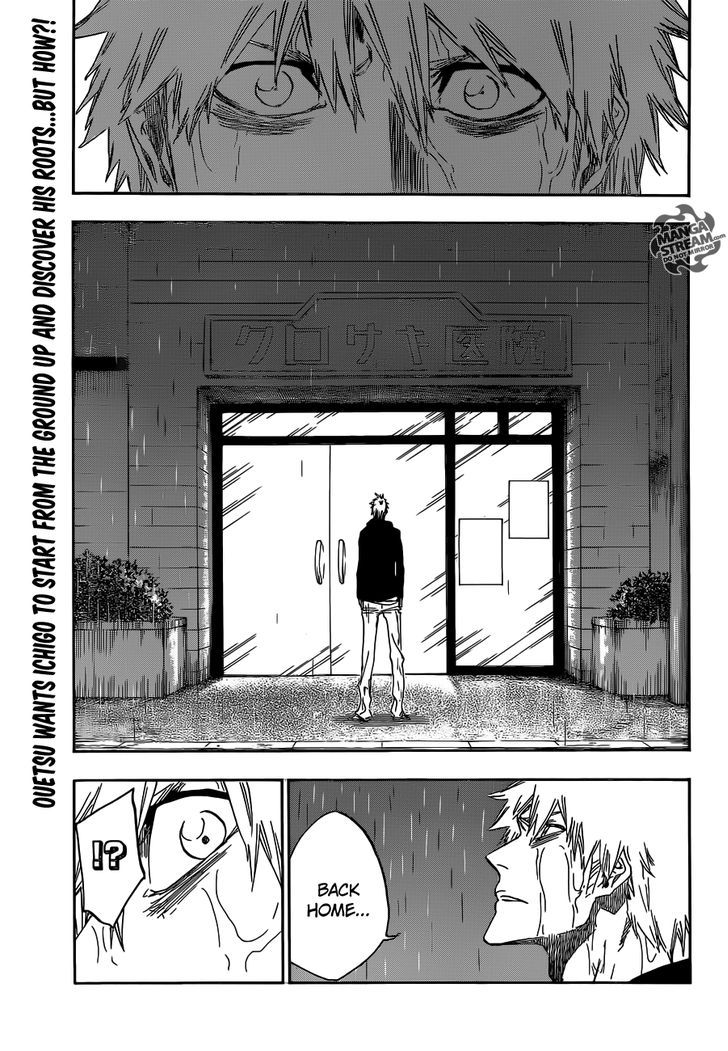 OUETSU WANTS ICHIGO TO START FROM THE GROUND UP AND DISCOVER HIS ROOTS...BUT HOW?!
MANGA
STREAM.com
DO NOT MIRROR!
クロサキ医院
BACK
HOME...
!?